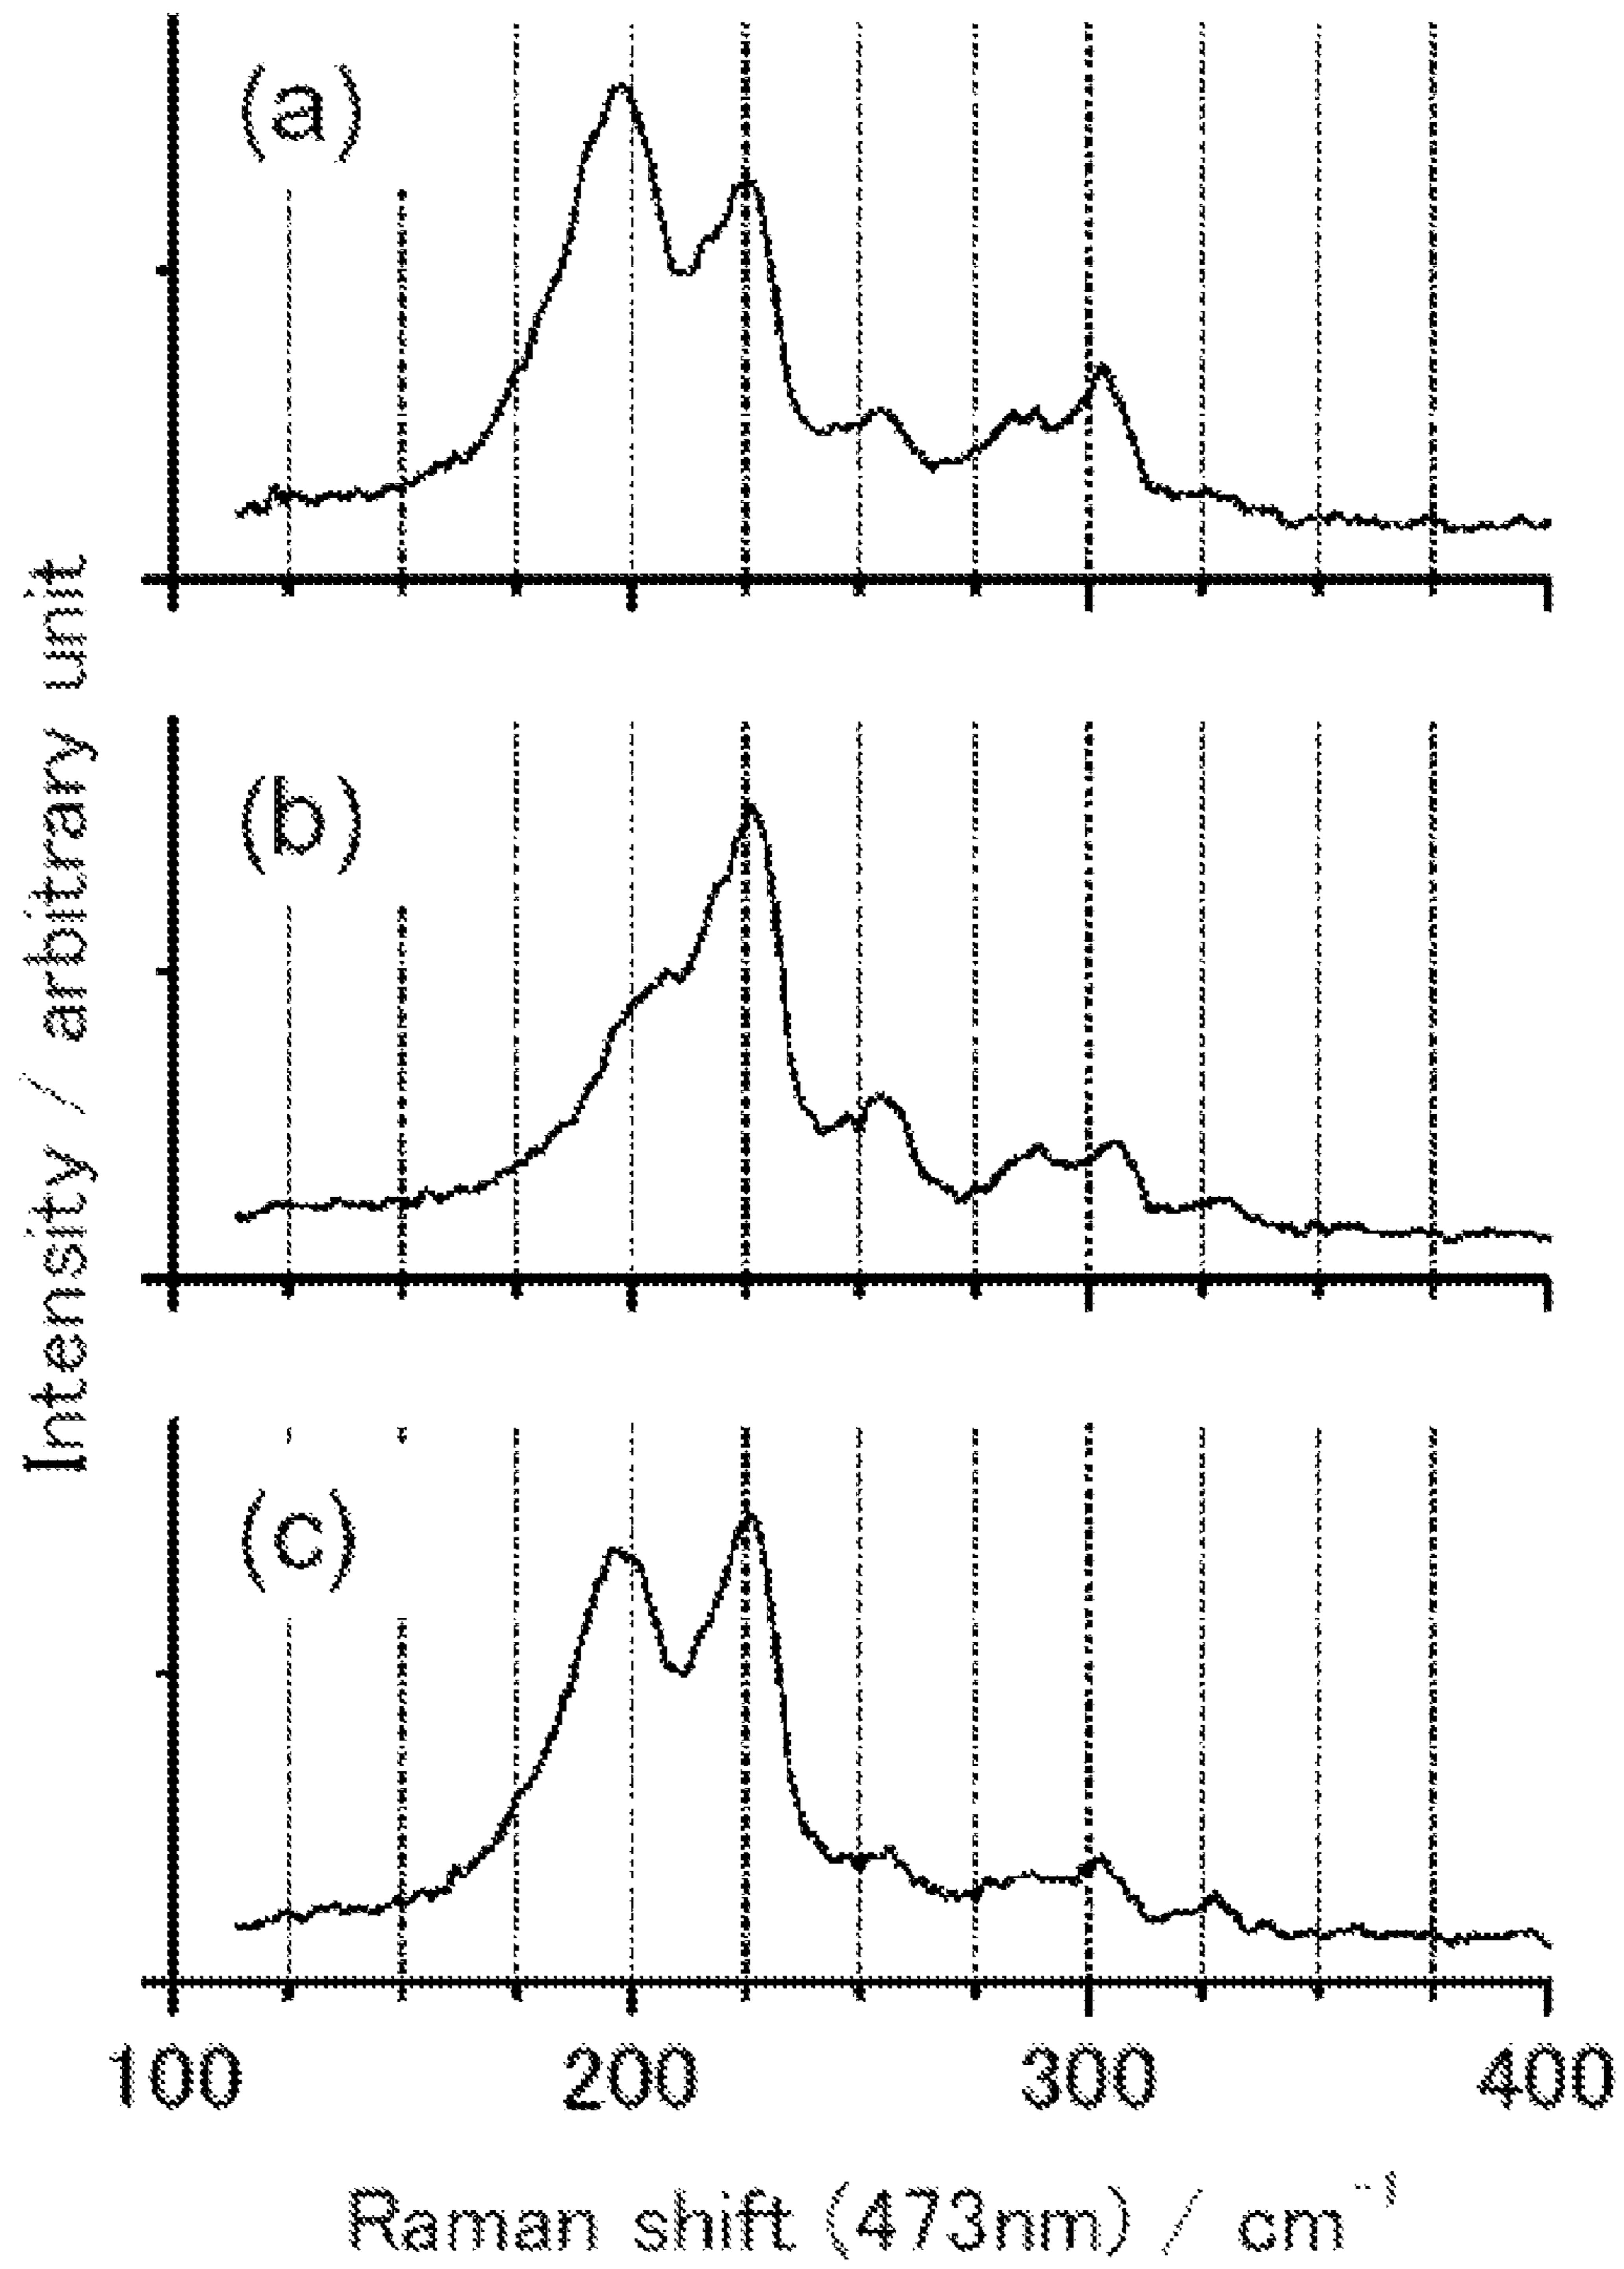 (a)
(b)
(c)
Intensity / arbitrary unit
100 200 300 400
Raman shift (473nm) / cm⁻¹